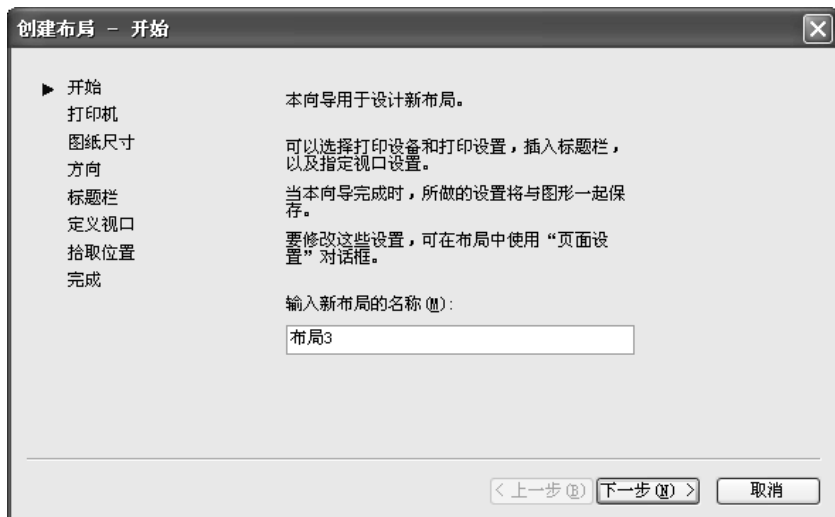 创建布局 - 开始
开始
打印机
图纸尺寸
方向
标题栏
定义视口
拾取位置
完成
本向导用于设计新布局。
可以选择打印设备和打印设置，插入标题栏，
以及指定视口设置。
当本向导完成时，所做的设置将与图形一起保
存。
要修改这些设置，可在布局中使用“页面设
置”对话框。
输入新布局的名称(M):
布局3
< 上一步(B)
下一步(N) >
取消